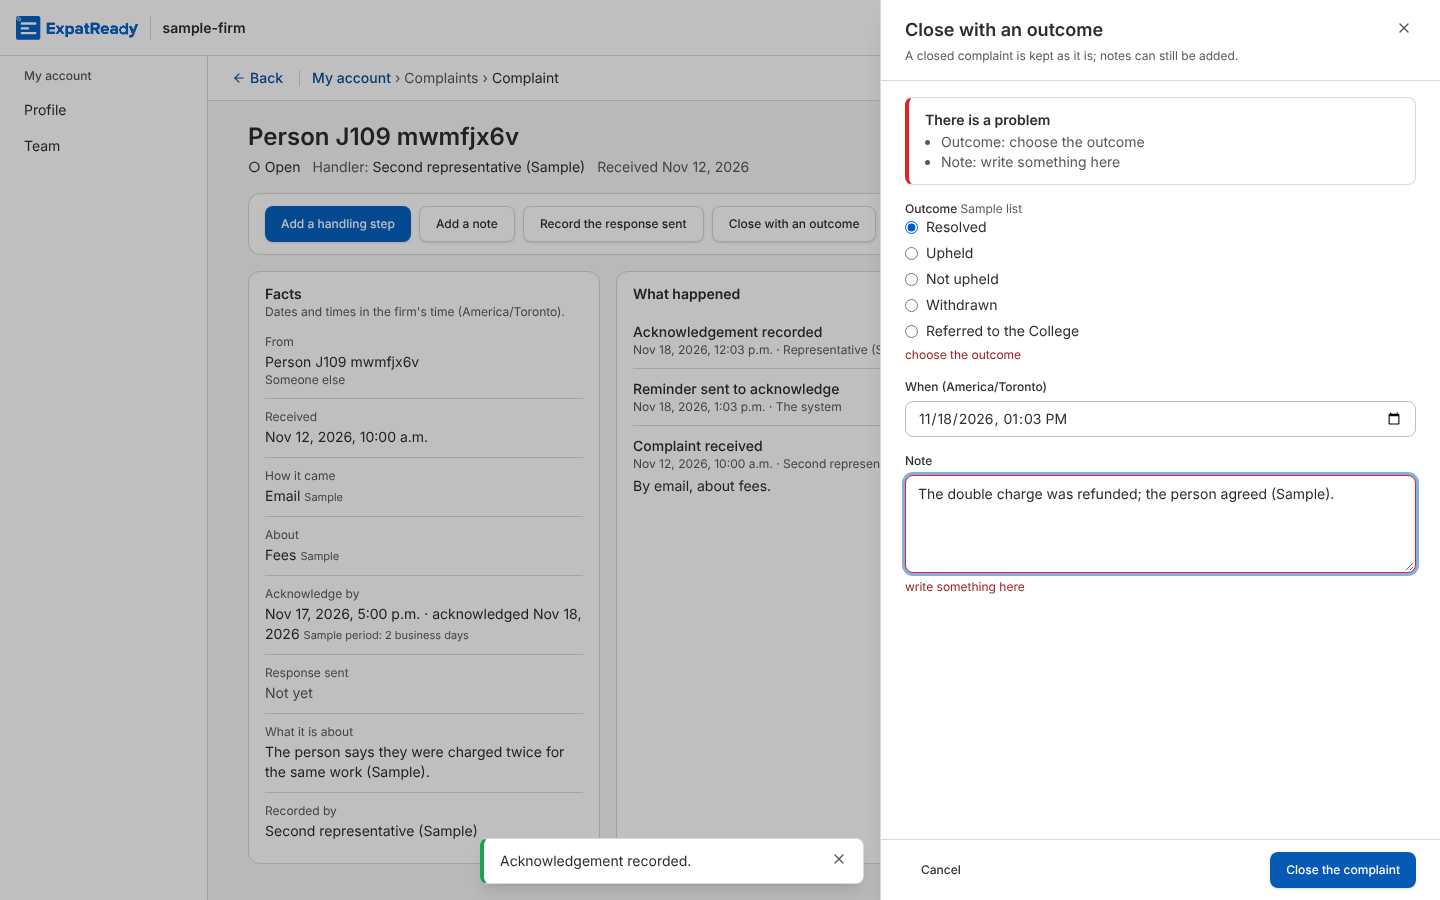 ExpatReady
sample-firm
My account
Profile
Team
← Back
My account › Complaints › Complaint
Person J109 mwmfjx6v
Open Handler: Second representative (Sample) Received Nov 12, 2026
Add a handling step
Add a note
Record the response sent
Close with an outcome
Facts
Dates and times in the firm's time (America/Toronto).
From
Person J109 mwmfjx6v
Someone else
Received
Nov 12, 2026, 10:00 a.m.
How it came
Email Sample
About
Fees Sample
Acknowledge by
Nov 17, 2026, 5:00 p.m. · acknowledged Nov 18,
2026 Sample period: 2 business days
Response sent
Not yet
What it is about
The person says they were charged twice for
the same work (Sample).
Recorded by
Second representative (Sample)
What happened
Acknowledgement recorded
Nov 18, 2026, 12:03 p.m. · Representative (S
Reminder sent to acknowledge
Nov 18, 2026, 1:03 p.m. · The system
Complaint received
Nov 12, 2026, 10:00 a.m. · Second represen
By email, about fees.
Acknowledgement recorded.
Close with an outcome
A closed complaint is kept as it is; notes can still be added.
There is a problem
• Outcome: choose the outcome
• Note: write something here
Outcome Sample list
Resolved
Upheld
Not upheld
Withdrawn
Referred to the College
choose the outcome
When (America/Toronto)
11/18/2026, 01:03 PM
Note
The double charge was refunded; the person agreed (Sample).
write something here
Cancel
Close the complaint